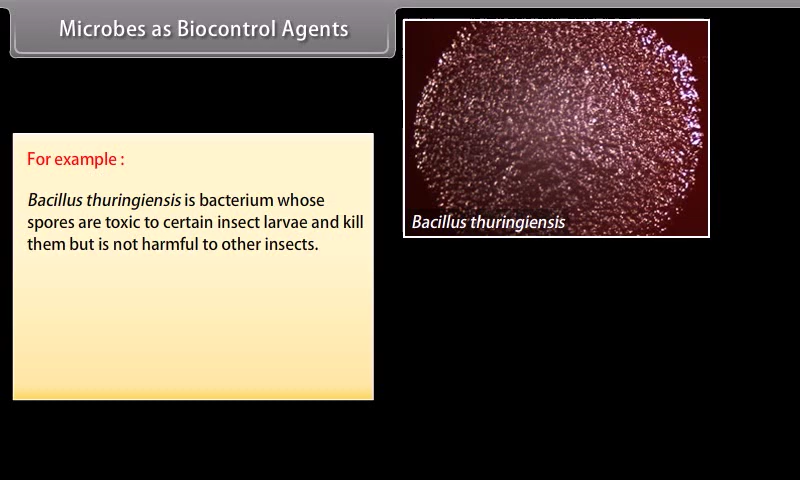 Microbes as Biocontrol Agents
For example :
Bacillus thuringiensis is bacterium whose
spores are toxic to certain insect larvae and kill
them but is not harmful to other insects.
Bacillus thuringiensis